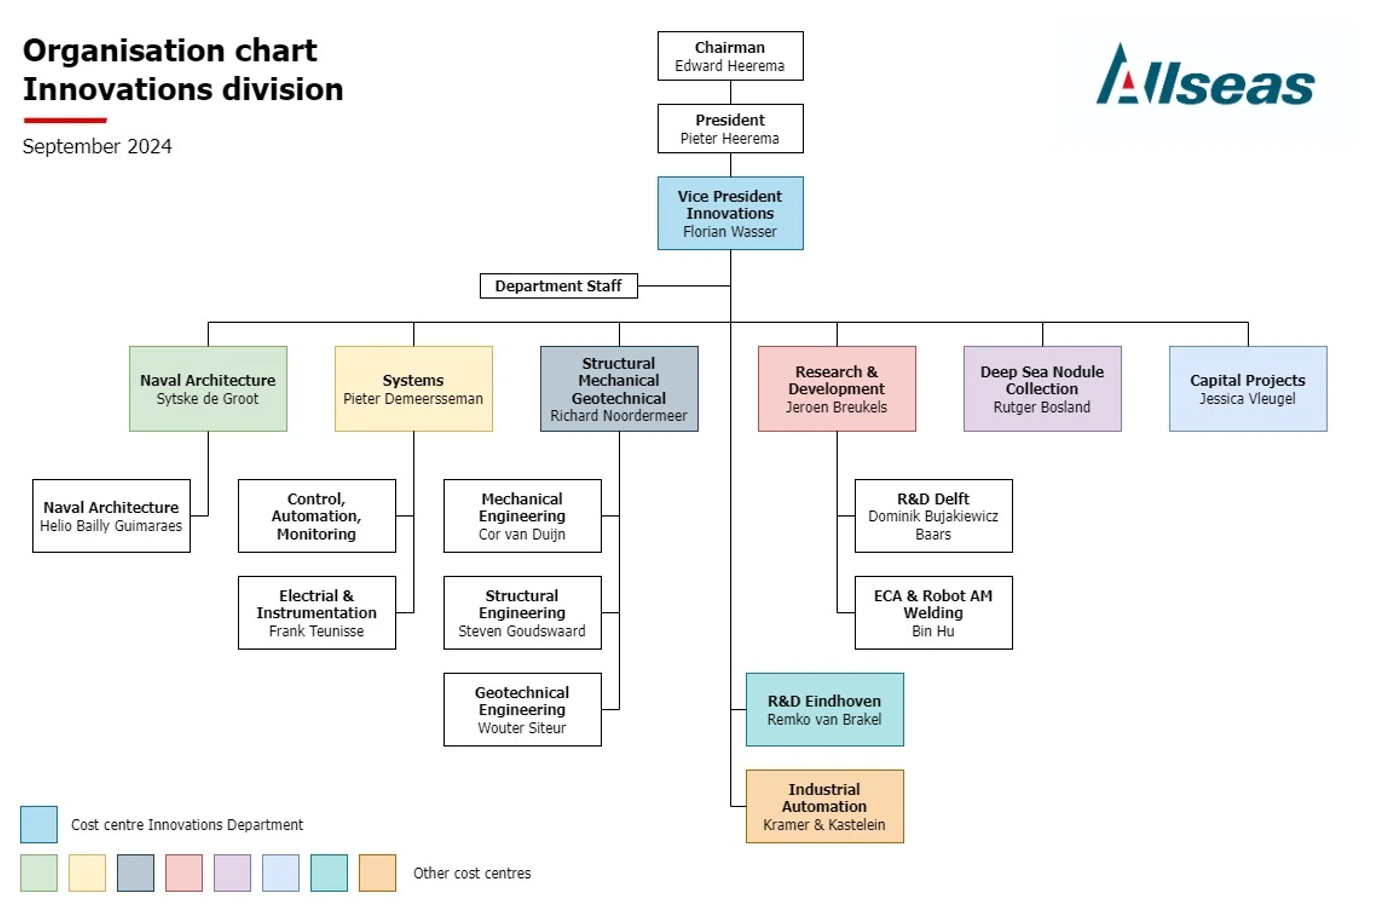 Organisation chart
Innovations division
September 2024
Allseas
Chairman
Edward Heerema
President
Pieter Heerema
Vice President
Innovations
Florian Wasser
Department Staff
Naval Architecture
Sytske de Groot
Systems
Pieter Demeersseman
Structural
Mechanical
Geotechnical
Richard Noordermeer
Research &
Development
Jeroen Breukels
Deep Sea Nodule
Collection
Rutger Bosland
Capital Projects
Jessica Vleugel
Naval Architecture
Helio Bailly Guimaraes
Control,
Automation,
Monitoring
Mechanical
Engineering
Cor van Duijn
R&D Delft
Dominik Bujakiewicz
Baars
Electrial &
Instrumentation
Frank Teunisse
Structural
Engineering
Steven Goudswaard
ECA & Robot AM
Welding
Bin Hu
Geotechnical
Engineering
Wouter Siteur
R&D Eindhoven
Remko van Brakel
Industrial
Automation
Kramer & Kastelein
Cost centre Innovations Department
Other cost centres